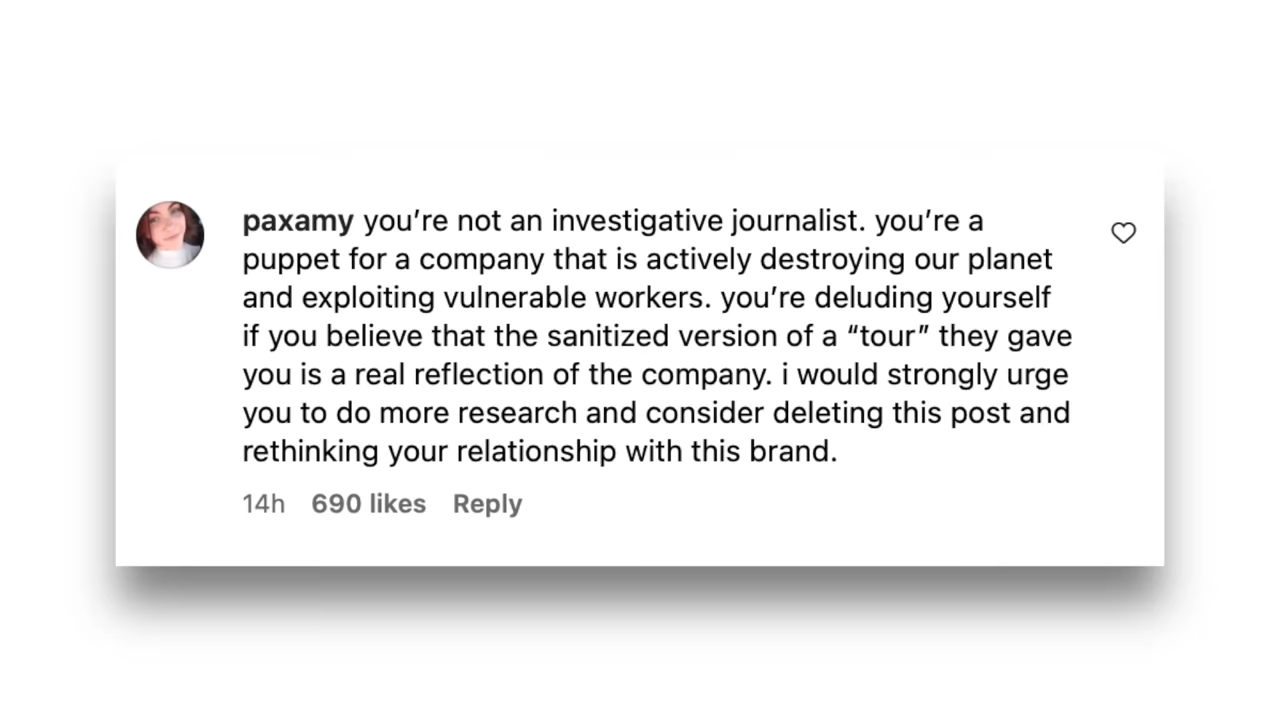 paxamy you’re not an investigative journalist. you’re a
puppet for a company that is actively destroying our planet
and exploiting vulnerable workers. you’re deluding yourself
if you believe that the sanitized version of a “tour” they gave
you is a real reflection of the company. i would strongly urge
you to do more research and consider deleting this post and
rethinking your relationship with this brand.
14h 690 likes Reply